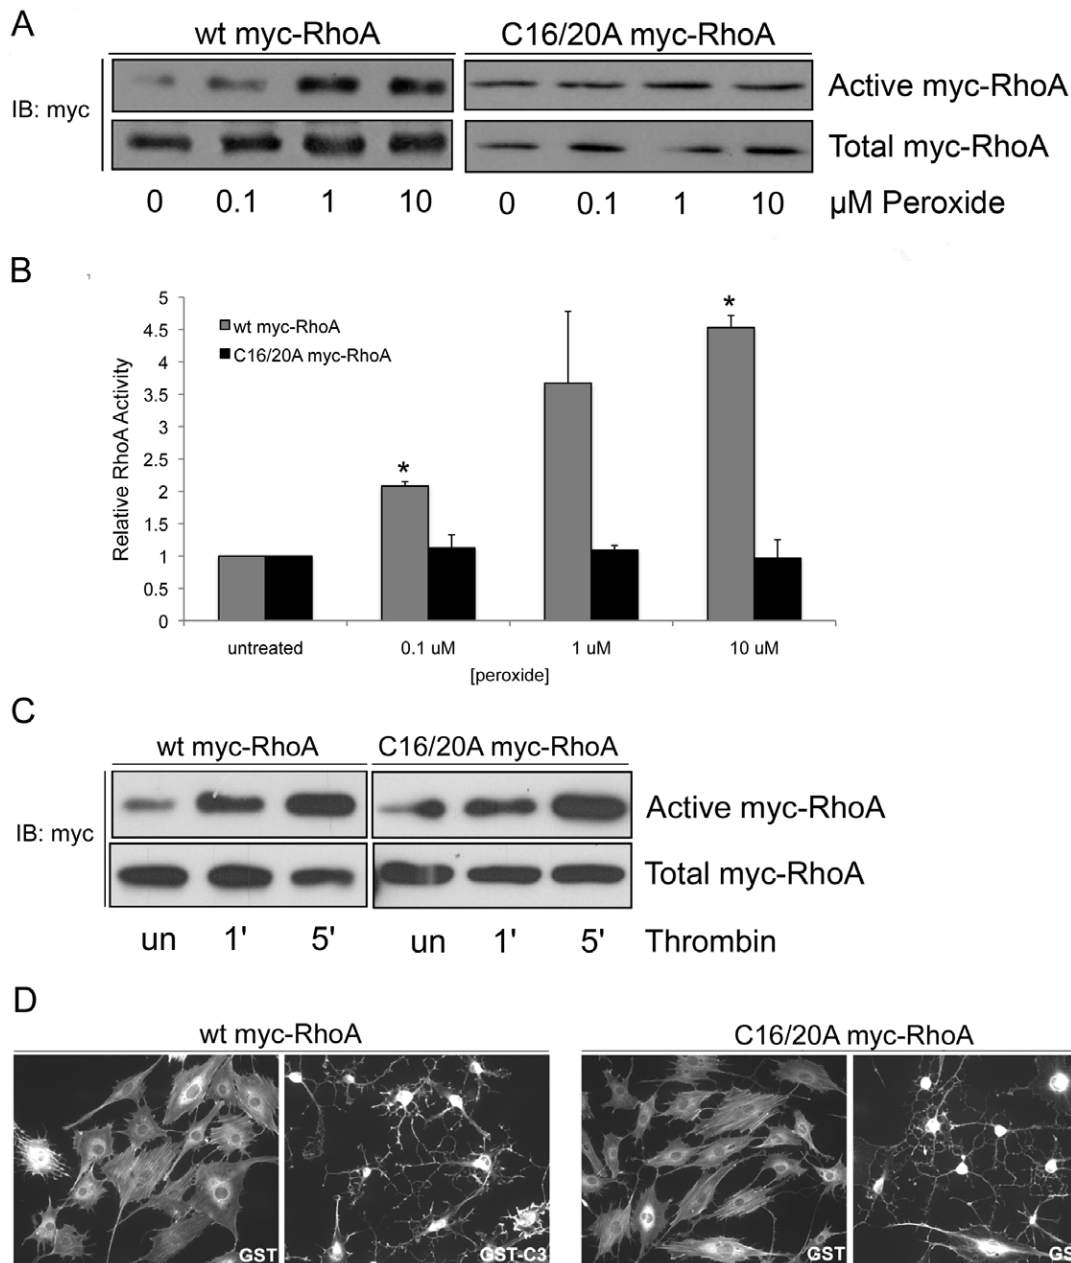 A
wt myc-RhoA
C16/20A myc-RhoA
IB: myc
Active myc-RhoA
Total myc-RhoA
0 0.1 1 10 0 0.1 1 10 µM Peroxide
B
5
4.5
4
3.5
3
2.5
2
1.5
1
0.5
0
Relative RhoA Activity
wt myc-RhoA
C16/20A myc-RhoA
*
*
untreated 0.1 uM 1 uM 10 uM
[peroxide]
C
wt myc-RhoA
C16/20A myc-RhoA
IB: myc
Active myc-RhoA
Total myc-RhoA
un 1' 5' un 1' 5' Thrombin
D
wt myc-RhoA
C16/20A myc-RhoA
GST
GST-C3
GST
GS